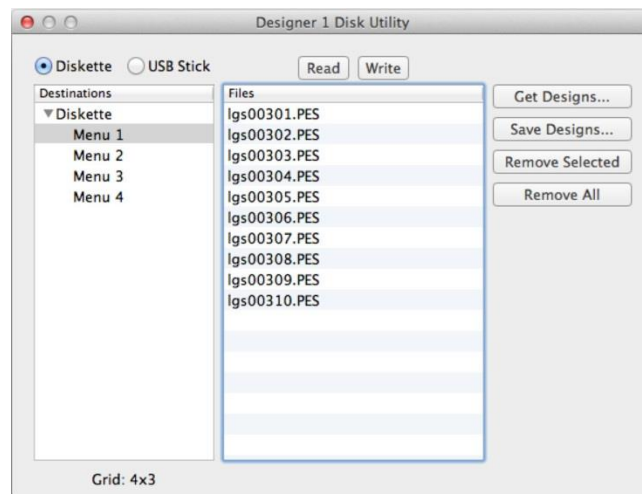 Designer 1 Disk Utility
Diskette USB Stick Read Write
Destinations
Diskette
Menu 1
Menu 2
Menu 3
Menu 4
Files
lgs00301.PES
lgs00302.PES
lgs00303.PES
lgs00304.PES
lgs00305.PES
lgs00306.PES
lgs00307.PES
lgs00308.PES
lgs00309.PES
lgs00310.PES
Get Designs...
Save Designs...
Remove Selected
Remove All
Grid: 4x3